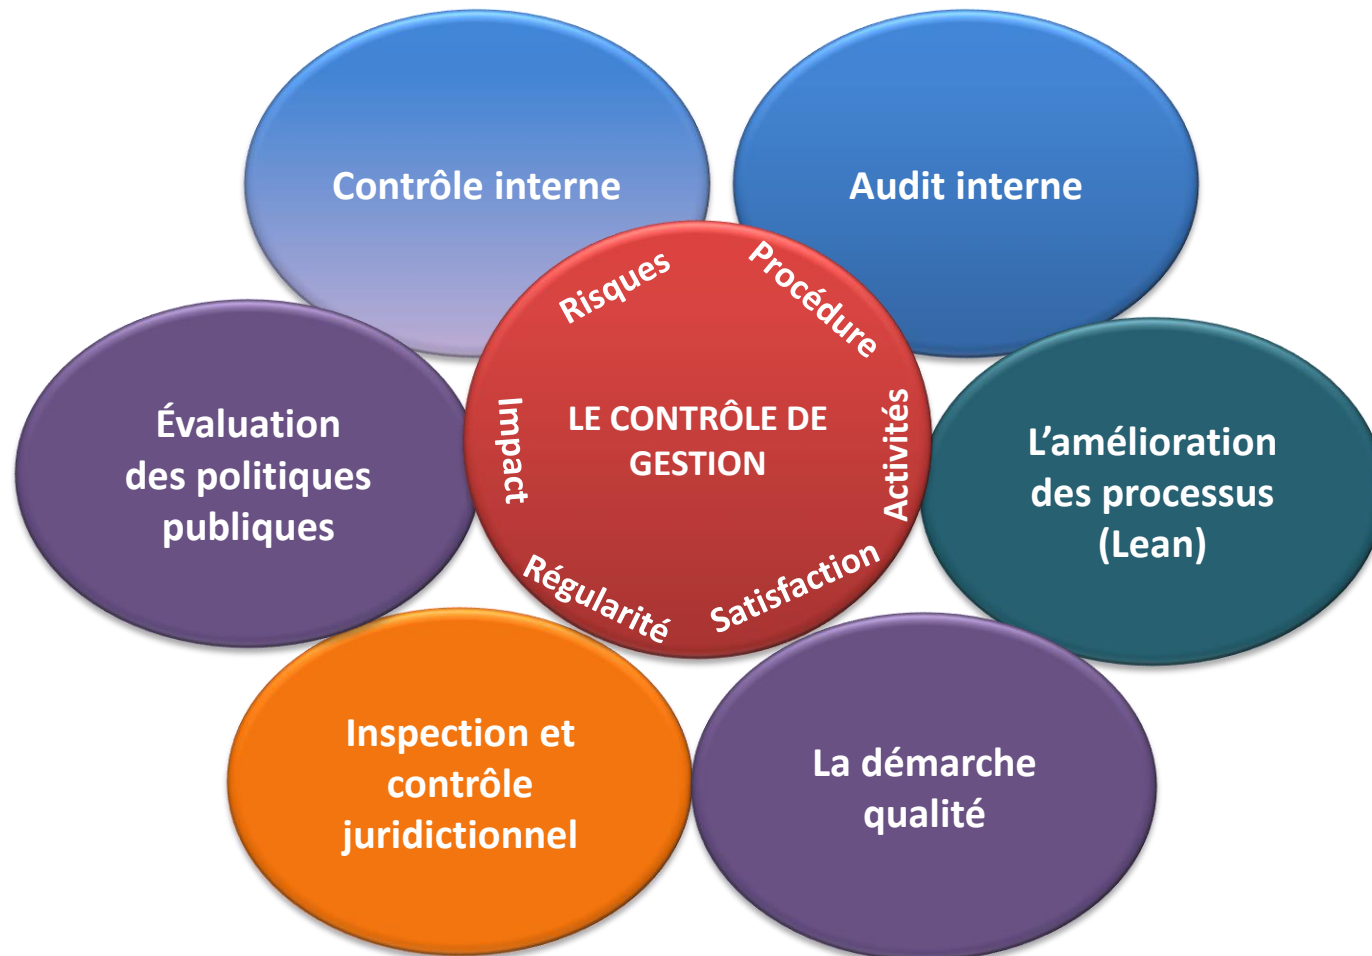 Contrôle interne
Audit interne
Risques
Procédure
Évaluation
des politiques
publiques
Impact
LE CONTRÔLE DE
GESTION
Activités
L’amélioration
des processus
(Lean)
Régularité
Satisfaction
Inspection et
contrôle
juridictionnel
La démarche
qualité